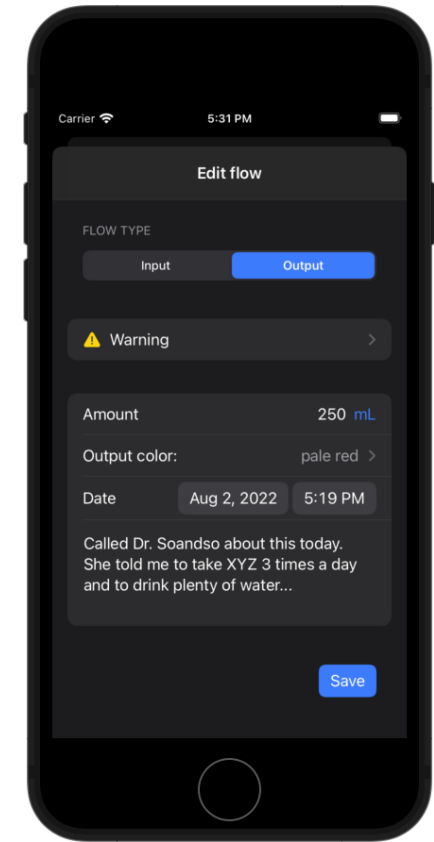 Carrier 5:31 PM
Edit flow
FLOW TYPE
Input Output
Warning
Amount 250 mL
Output color: pale red
Date Aug 2, 2022 5:19 PM
Called Dr. Soandso about this today.
She told me to take XYZ 3 times a day
and to drink plenty of water...
Save